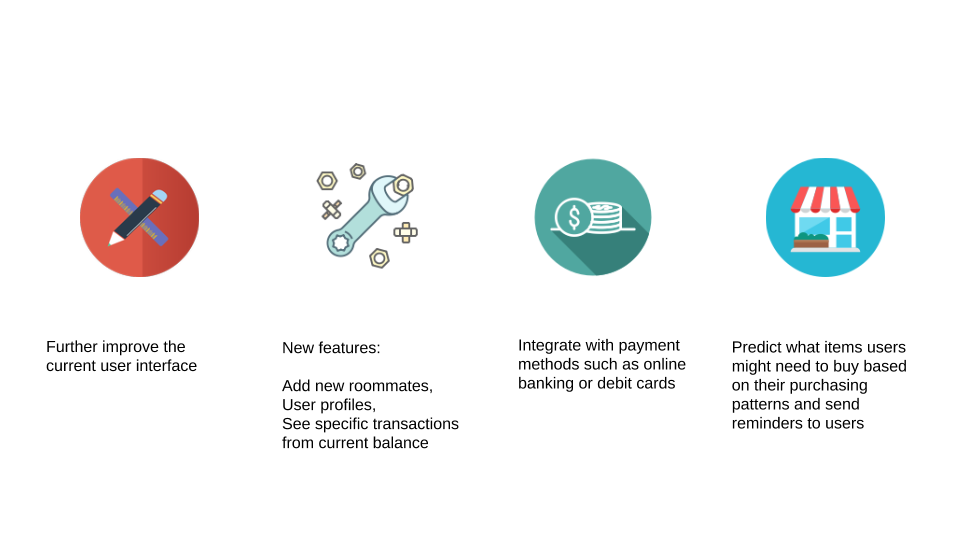 Further improve the
current user interface
New features:
Add new roommates,
User profiles,
See specific transactions
from current balance
Integrate with payment
methods such as online
banking or debit cards
Predict what items users
might need to buy based
on their purchasing
patterns and send
reminders to users